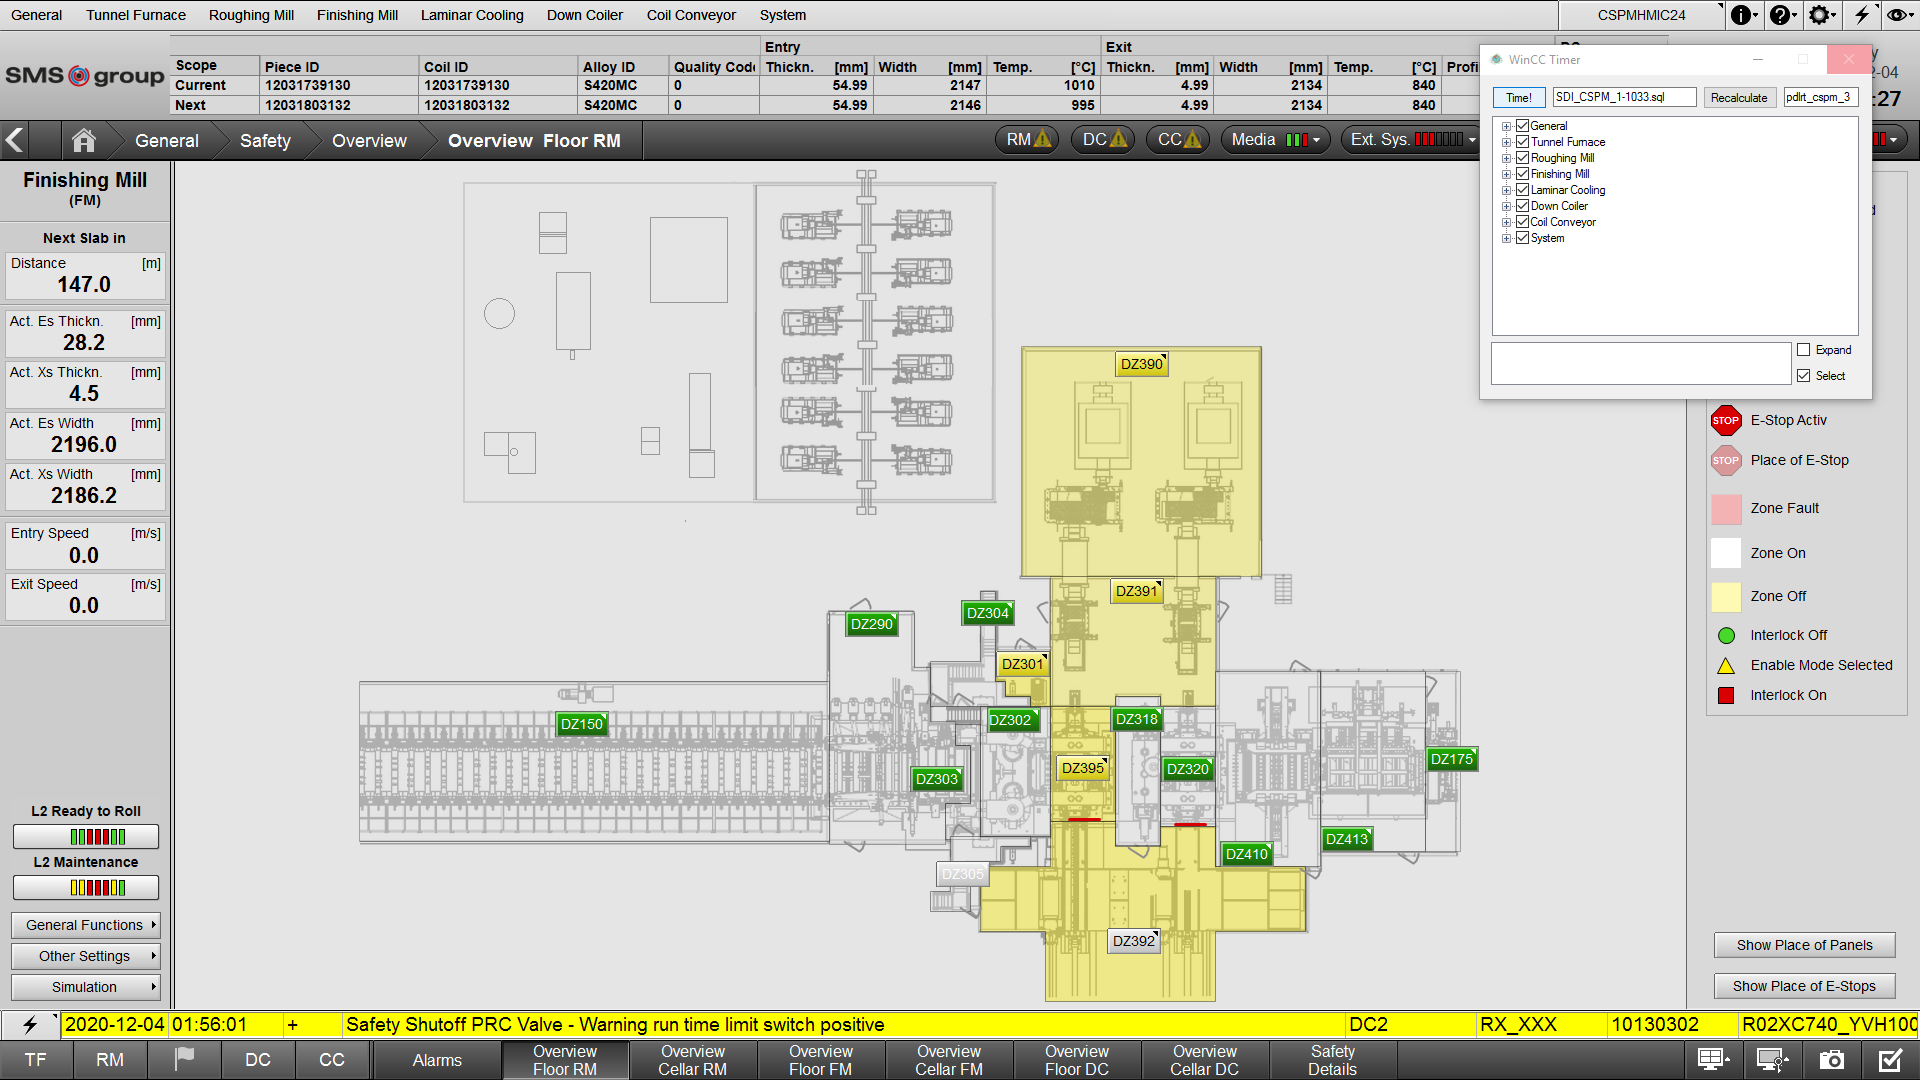 General Tunnel Furnace Roughing Mill Finishing Mill Laminar Cooling Down Coiler Coil Conveyor System CSPMHMIC24
SMS group
Entry Exit
Scope Piece ID Coil ID Alloy ID Quality Code Thickn. [mm] Width [mm] Temp. [°C] Thickn. [mm] Width [mm] Temp. [°C] Profi
Current 12031739130 12031739130 S420MC 0 54.99 2147 1010 4.99 2134 840
Next 12031803132 12031803132 S420MC 0 54.99 2146 995 4.99 2134 840
-04
:27
WinCC Timer
Time! SDI_CSPM_1-1033.sql Recalculate pdlrt_cspm_3
General
Tunnel Furnace
Roughing Mill
Finishing Mill
Laminar Cooling
Down Coiler
Coil Conveyor
System
Expand
Select
General Safety Overview Overview Floor RM RM DC CC Media Ext. Sys.
Finishing Mill
(FM)
Next Slab in
Distance [m]
147.0
Act. Es Thickn. [mm]
28.2
Act. Xs Thickn. [mm]
4.5
Act. Es Width [mm]
2196.0
Act. Xs Width [mm]
2186.2
Entry Speed [m/s]
0.0
Exit Speed [m/s]
0.0
L2 Ready to Roll
L2 Maintenance
General Functions
Other Settings
Simulation
DZ390
DZ391
DZ304
DZ290
DZ301
DZ302
DZ318
DZ150
DZ395
DZ320
DZ303
DZ175
DZ413
DZ410
DZ305
DZ392
STOP E-Stop Activ
STOP Place of E-Stop
Zone Fault
Zone On
Zone Off
Interlock Off
Enable Mode Selected
Interlock On
Show Place of Panels
Show Place of E-Stops
2020-12-04 01:56:01 + Safety Shutoff PRC Valve - Warning run time limit switch positive DC2 RX_XXX 10130302 R02XC740_YVH100
TF RM DC CC Alarms
Overview Floor RM
Overview Cellar RM
Overview Floor FM
Overview Cellar FM
Overview Floor DC
Overview Cellar DC
Safety Details